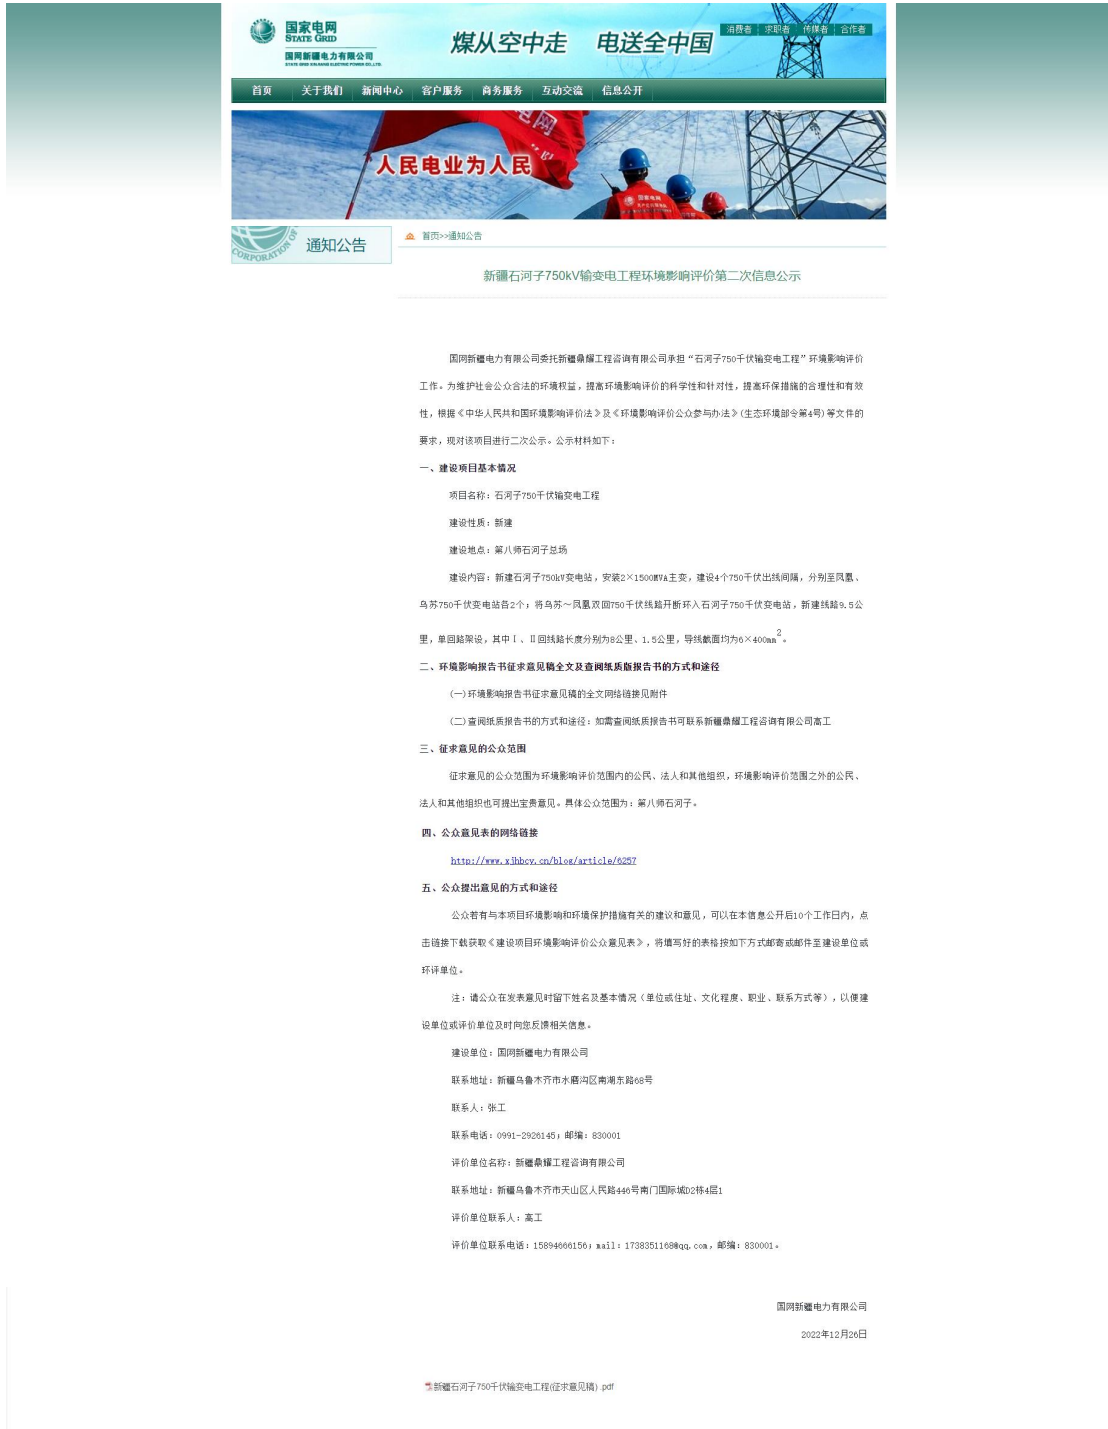 国家电网
STATE GRID
国网新疆电力有限公司
STATE GRID XINJIANG ELECTRIC POWER CO.,LTD.
煤从空中走 电送全中国
消费者 求职者 传媒者 合作者
首页 关于我们 新闻中心 客户服务 商务服务 互动交流 信息公开
人民电业为人民
CORPORATION OF
通知公告
首页>>通知公告
新疆石河子750kV输变电工程环境影响评价第二次信息公示
国网新疆电力有限公司委托新疆鼎耀工程咨询有限公司承担“石河子750千伏输变电工程”环境影响评价
工作。为维护社会公众合法的环境权益，提高环境影响评价的科学性和针对性，提高环保措施的合理性和有效
性，根据《中华人民共和国环境影响评价法》及《环境影响评价公众参与办法》(生态环境部令第4号)等文件的
要求，现对该项目进行二次公示。公示材料如下：
一、建设项目基本情况
项目名称：石河子750千伏输变电工程
建设性质：新建
建设地点：第八师石河子总场
建设内容：新建石河子750kV变电站，安装2×1500MVA主变，建设4个750千伏出线间隔，分别至凤凰、
乌苏750千伏变电站各2个；将乌苏～凤凰双回750千伏线路开断环入石河子750千伏变电站，新建线路9.5公
里，单回路架设，其中Ⅰ、Ⅱ回线路长度分别为8公里、1.5公里，导线截面均为6×400mm²。
二、环境影响报告书征求意见稿全文及查阅纸质版报告书的方式和途径
(一)环境影响报告书征求意见稿的全文网络链接见附件
(二)查阅纸质报告书的方式和途径：如需查阅纸质报告书可联系新疆鼎耀工程咨询有限公司高工
三、征求意见的公众范围
征求意见的公众范围为环境影响评价范围内的公民、法人和其他组织，环境影响评价范围之外的公民、
法人和其他组织也可提出宝贵意见。具体公众范围为：第八师石河子。
四、公众意见表的网络链接
http://www.xjhbcy.cn/blog/article/6257
五、公众提出意见的方式和途径
公众若有与本项目环境影响和环境保护措施有关的建议和意见，可以在本信息公开后10个工作日内，点
击链接下载获取《建设项目环境影响评价公众意见表》，将填写好的表格按如下方式邮寄或邮件至建设单位或
环评单位。
注：请公众在发表意见时留下姓名及基本情况（单位或住址、文化程度、职业、联系方式等），以便建
设单位或评价单位及时向您反馈相关信息。
建设单位：国网新疆电力有限公司
联系地址：新疆乌鲁木齐市水磨沟区南湖东路68号
联系人：张工
联系电话：0991-2926145；邮编：830001
评价单位名称：新疆鼎耀工程咨询有限公司
联系地址：新疆乌鲁木齐市天山区人民路446号南门国际城D2栋4层1
评价单位联系人：高工
评价单位联系电话：15894666156；mail：1738351168@qq.com，邮编：830001。
国网新疆电力有限公司
2022年12月26日
新疆石河子750千伏输变电工程(征求意见稿) .pdf